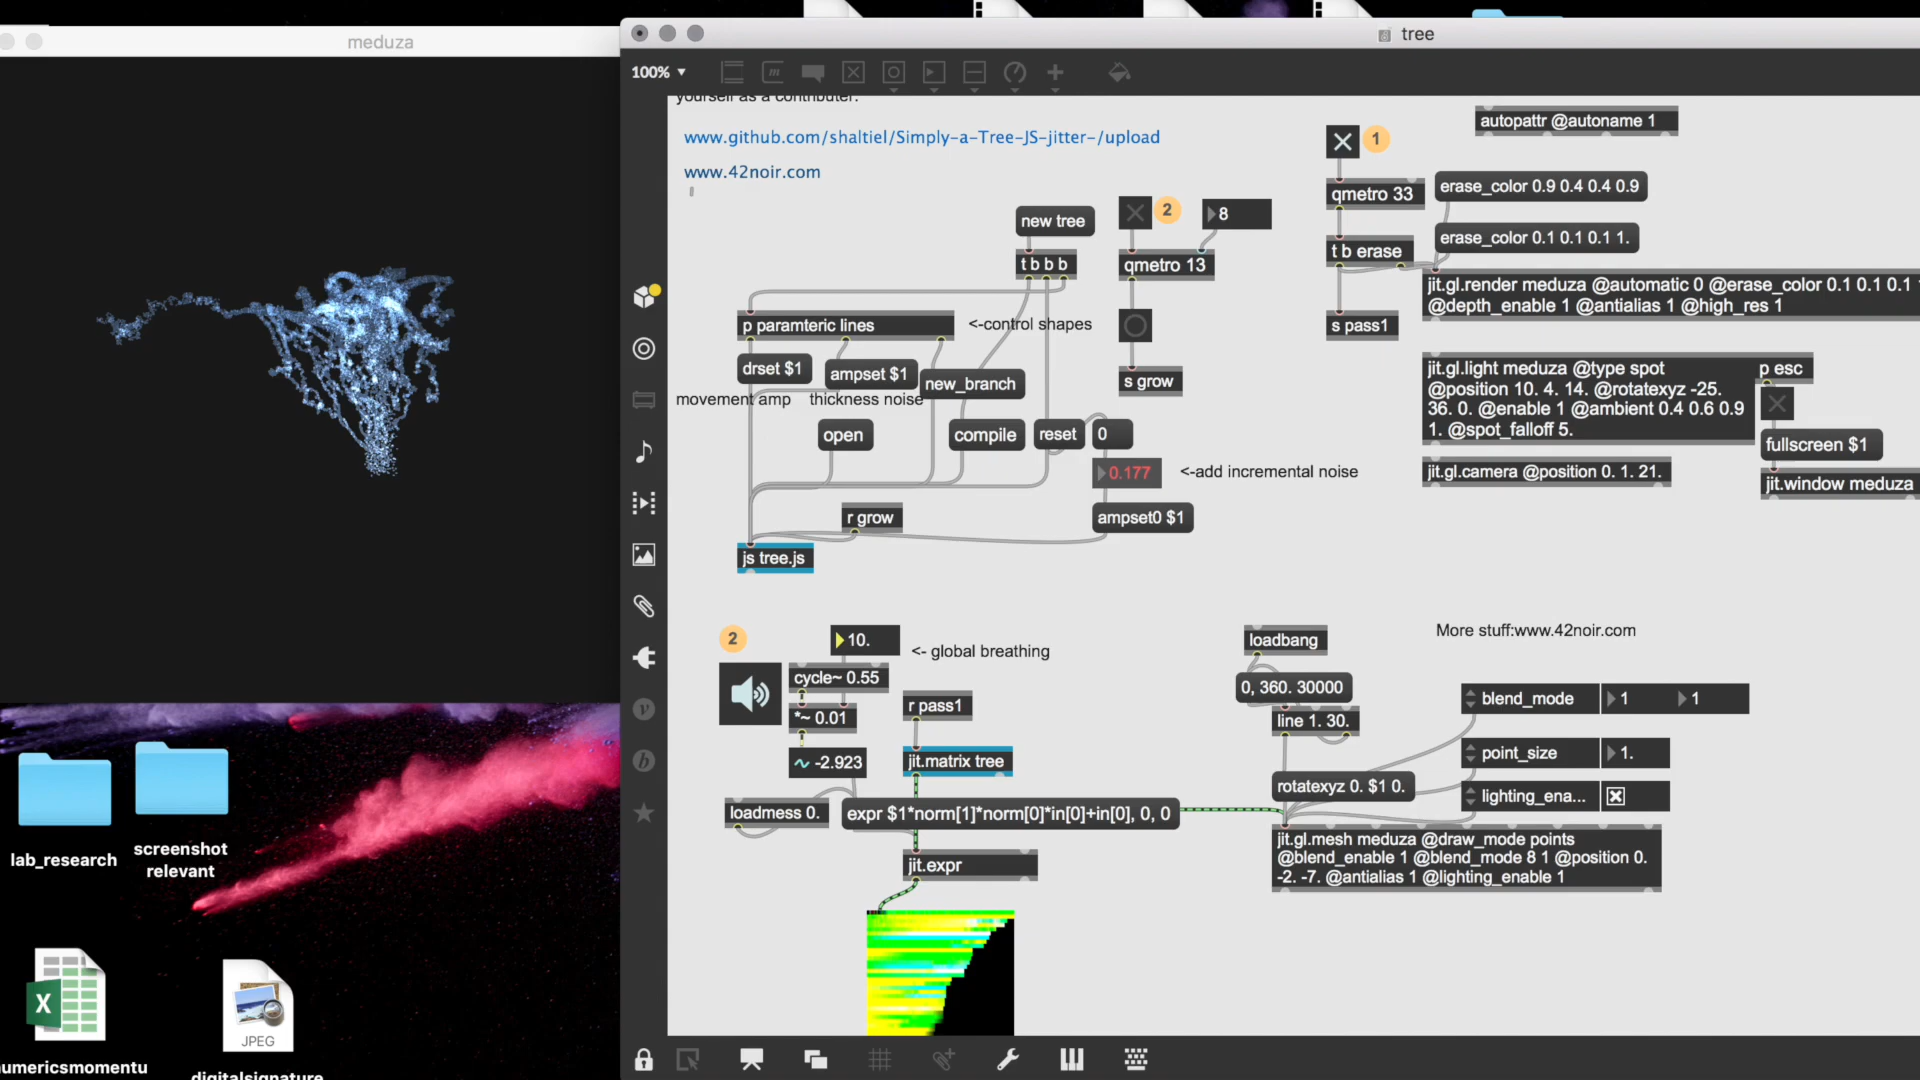 meduza
tree
100%
yourself as a contributer.
www.github.com/shaltiel/Simply-a-Tree-JS-jitter-/upload
www.42noir.com
autopattr @autoname 1
1
qmetro 33
erase_color 0.9 0.4 0.4 0.9
erase_color 0.1 0.1 0.1 1.
t b erase
jit.gl.render meduza @automatic 0 @erase_color 0.1 0.1 0.1
@depth_enable 1 @antialias 1 @high_res 1
s pass1
new tree
2
8
t b b b
qmetro 13
p paramteric lines
<-control shapes
s grow
drset $1
ampset $1
new_branch
movement amp
thickness noise
open
compile
reset
0
0.177
<-add incremental noise
ampset0 $1
r grow
js tree.js
jit.gl.light meduza @type spot
@position 10. 4. 14. @rotatexyz -25.
36. 0. @enable 1 @ambient 0.4 0.6 0.9
1. @spot_falloff 5.
p esc
fullscreen $1
jit.gl.camera @position 0. 1. 21.
jit.window meduza
2
10.
<- global breathing
cycle~ 0.55
*~ 0.01
-2.923
r pass1
jit.matrix tree
loadmess 0.
expr $1*norm[1]*norm[0]*in[0]+in[0], 0, 0
jit.expr
loadbang
0, 360. 30000
line 1. 30.
rotatexyz 0. $1 0.
More stuff:www.42noir.com
blend_mode
1
1
point_size
1.
lighting_ena...
jit.gl.mesh meduza @draw_mode points
@blend_enable 1 @blend_mode 8 1 @position 0.
-2. -7. @antialias 1 @lighting_enable 1
lab_research
screenshot
relevant
JPEG
numericsmomentu
digitalsignature